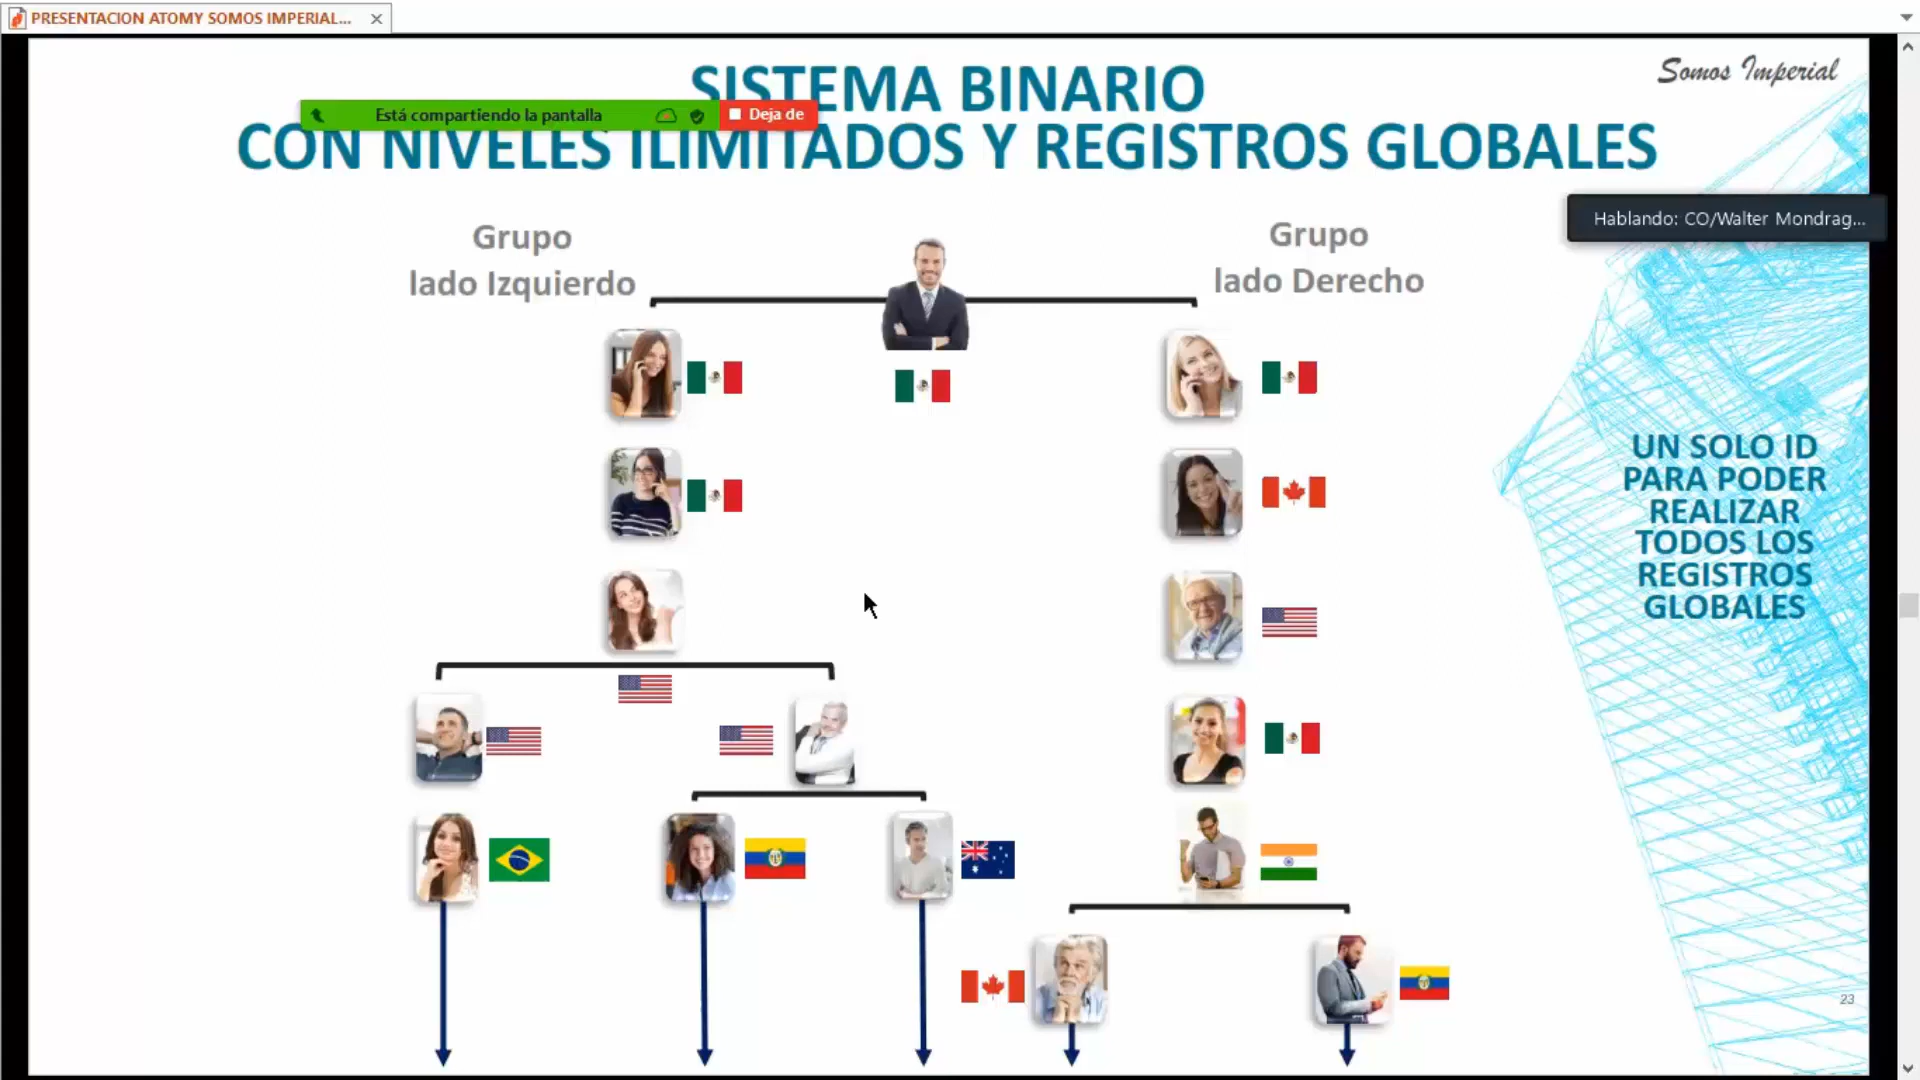 PRESENTACION ATOMY SOMOS IMPERIAL...
Somos Imperial
SISTEMA BINARIO
Está compartiendo la pantalla
Deja de
CON NIVELES ILIMITADOS Y REGISTROS GLOBALES
Hablando: CO/Walter Mondrag...
Grupo
lado Izquierdo
Grupo
lado Derecho
UN SOLO ID
PARA PODER
REALIZAR
TODOS LOS
REGISTROS
GLOBALES
23